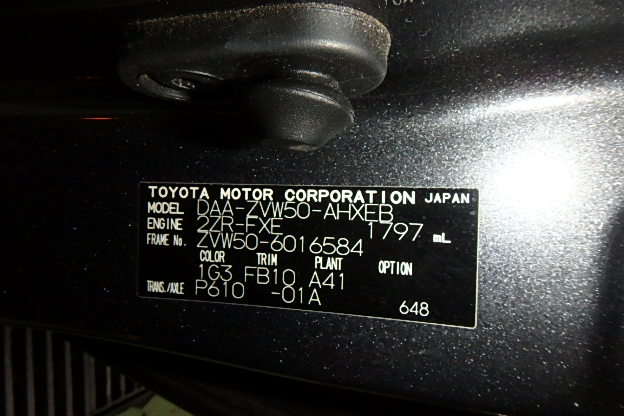 TOYOTA MOTOR CORPORATION JAPAN
MODEL DAA-ZVW50-AHXEB
ENGINE 2ZR-FXE 1797 mL
FRAME No. ZVW50-6016584
COLOR TRIM PLANT OPTION
1G3 FB10 A41
TRANS./AXLE P610 -01A
648